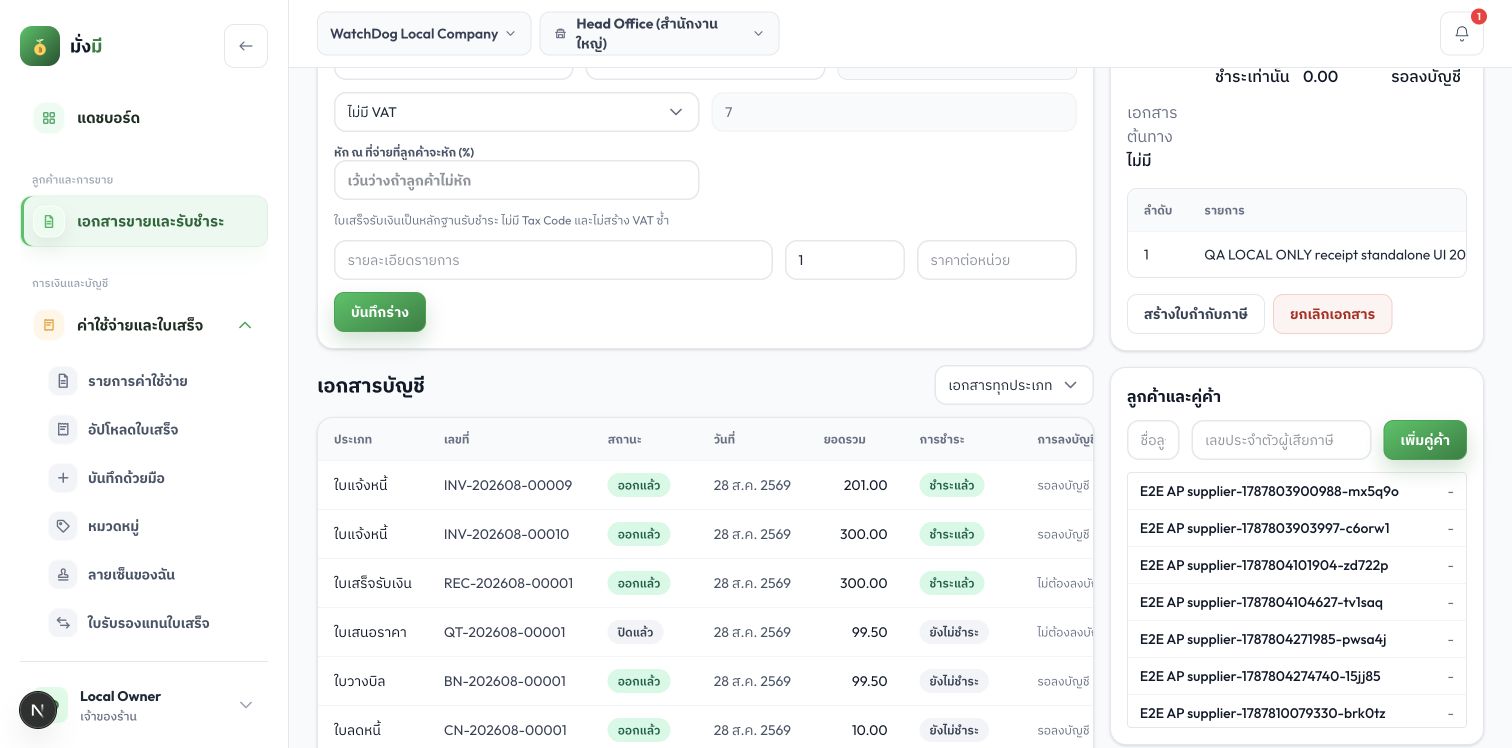 มั่งมี
แดชบอร์ด
ลูกค้าและการขาย
เอกสารขายและรับชำระ
การเงินและบัญชี
ค่าใช้จ่ายและใบเสร็จ
รายการค่าใช้จ่าย
อัปโหลดใบเสร็จ
บันทึกด้วยมือ
หมวดหมู่
ลายเซ็นของฉัน
ใบรับรองแทนใบเสร็จ
N
Local Owner
เจ้าของร้าน
WatchDog Local Company
Head Office (สำนักงาน
ใหญ่)
1
ไม่มี VAT
7
หัก ณ ที่จ่ายที่ลูกค้าจะหัก (%)
เว้นว่างถ้าลูกค้าไม่หัก
ใบเสร็จรับเงินเป็นหลักฐานรับชำระ ไม่มี Tax Code และไม่สร้าง VAT ซ้ำ
รายละเอียดรายการ 1 ราคาต่อหน่วย
บันทึกร่าง
เอกสารบัญชี
เอกสารทุกประเภท
ประเภท เลขที่ สถานะ วันที่ ยอดรวม การชำระ การลงบัญชี
ใบแจ้งหนี้ INV-202608-00009 ออกแล้ว 28 ส.ค. 2569 201.00 ชำระแล้ว รอลงบัญชี
ใบแจ้งหนี้ INV-202608-00010 ออกแล้ว 28 ส.ค. 2569 300.00 ชำระแล้ว รอลงบัญชี
ใบเสร็จรับเงิน REC-202608-00001 ออกแล้ว 28 ส.ค. 2569 300.00 ชำระแล้ว ไม่ต้องลงบั
ใบเสนอราคา QT-202608-00001 ปิดแล้ว 28 ส.ค. 2569 99.50 ยังไม่ชำระ ไม่ต้องลงบั
ใบวางบิล BN-202608-00001 ออกแล้ว 28 ส.ค. 2569 99.50 ยังไม่ชำระ รอลงบัญชี
ใบลดหนี้ CN-202608-00001 ออกแล้ว 28 ส.ค. 2569 10.00 ยังไม่ชำระ รอลงบัญชี
ชำระเท่านั้น 0.00 รอลงบัญชี
เอกสาร
ต้นทาง
ไม่มี
ลำดับ รายการ
1 QA LOCAL ONLY receipt standalone UI 20
สร้างใบกำกับภาษี ยกเลิกเอกสาร
ลูกค้าและคู่ค้า
ชื่อลู เลขประจำตัวผู้เสียภาษี เพิ่มคู่ค้า
E2E AP supplier-1787803900988-mx5q9o -
E2E AP supplier-1787803903997-c6orw1 -
E2E AP supplier-1787804101904-zd722p -
E2E AP supplier-1787804104627-tv1saq -
E2E AP supplier-1787804271985-pwsa4j -
E2E AP supplier-1787804274740-15jj85 -
E2E AP supplier-1787810079330-brk0tz -